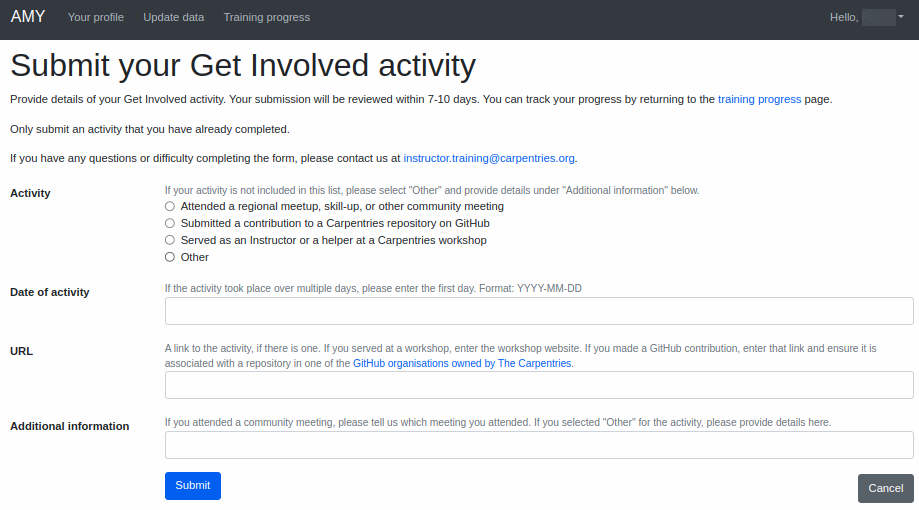 AMY Your profile Update data Training progress Hello,
Submit your Get Involved activity
Provide details of your Get Involved activity. Your submission will be reviewed within 7-10 days. You can track your progress by returning to the training progress page.
Only submit an activity that you have already completed.
If you have any questions or difficulty completing the form, please contact us at instructor.training@carpentries.org.
Activity
If your activity is not included in this list, please select "Other" and provide details under "Additional information" below.
Attended a regional meetup, skill-up, or other community meeting
Submitted a contribution to a Carpentries repository on GitHub
Served as an Instructor or a helper at a Carpentries workshop
Other
Date of activity
If the activity took place over multiple days, please enter the first day. Format: YYYY-MM-DD
URL
A link to the activity, if there is one. If you served at a workshop, enter the workshop website. If you made a GitHub contribution, enter that link and ensure it is
associated with a repository in one of the GitHub organisations owned by The Carpentries.
Additional information
If you attended a community meeting, please tell us which meeting you attended. If you selected "Other" for the activity, please provide details here.
Submit
Cancel